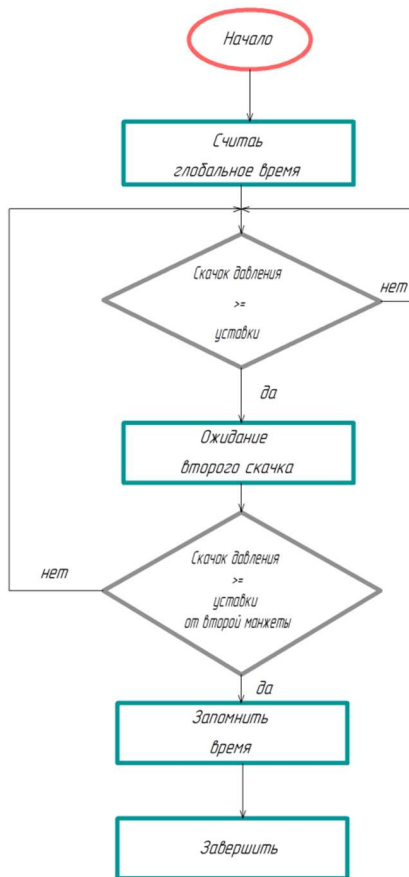 Начало
Считаь
глобальное время
Скачок давления
>=
уставки
нет
да
Ожидание
второго скачка
Скачок давления
>=
уставки
от второй манжеты
нет
да
Запомнить
время
Завершить